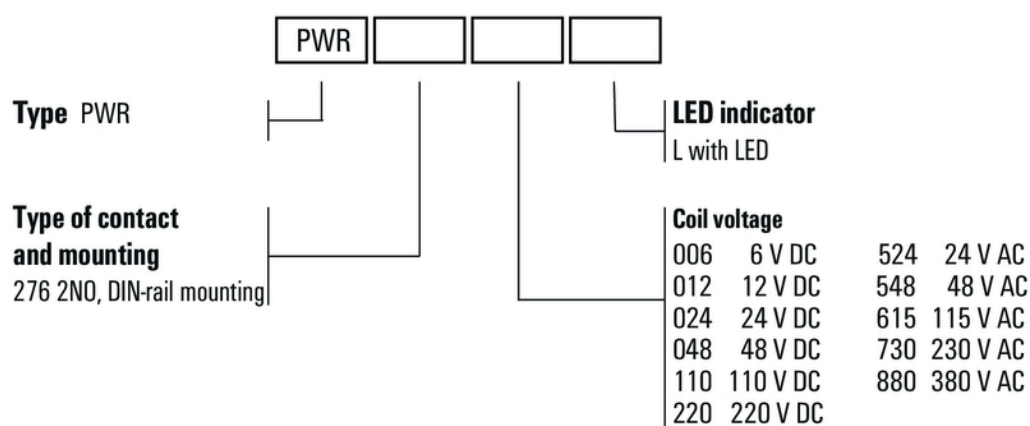 PWR
Type PWR
LED indicator
L with LED
Type of contact
and mounting
276 2NO, DIN-rail mounting
Coil voltage
006 6 V DC 524 24 V AC
012 12 V DC 548 48 V AC
024 24 V DC 615 115 V AC
048 48 V DC 730 230 V AC
110 110 V DC 880 380 V AC
220 220 V DC